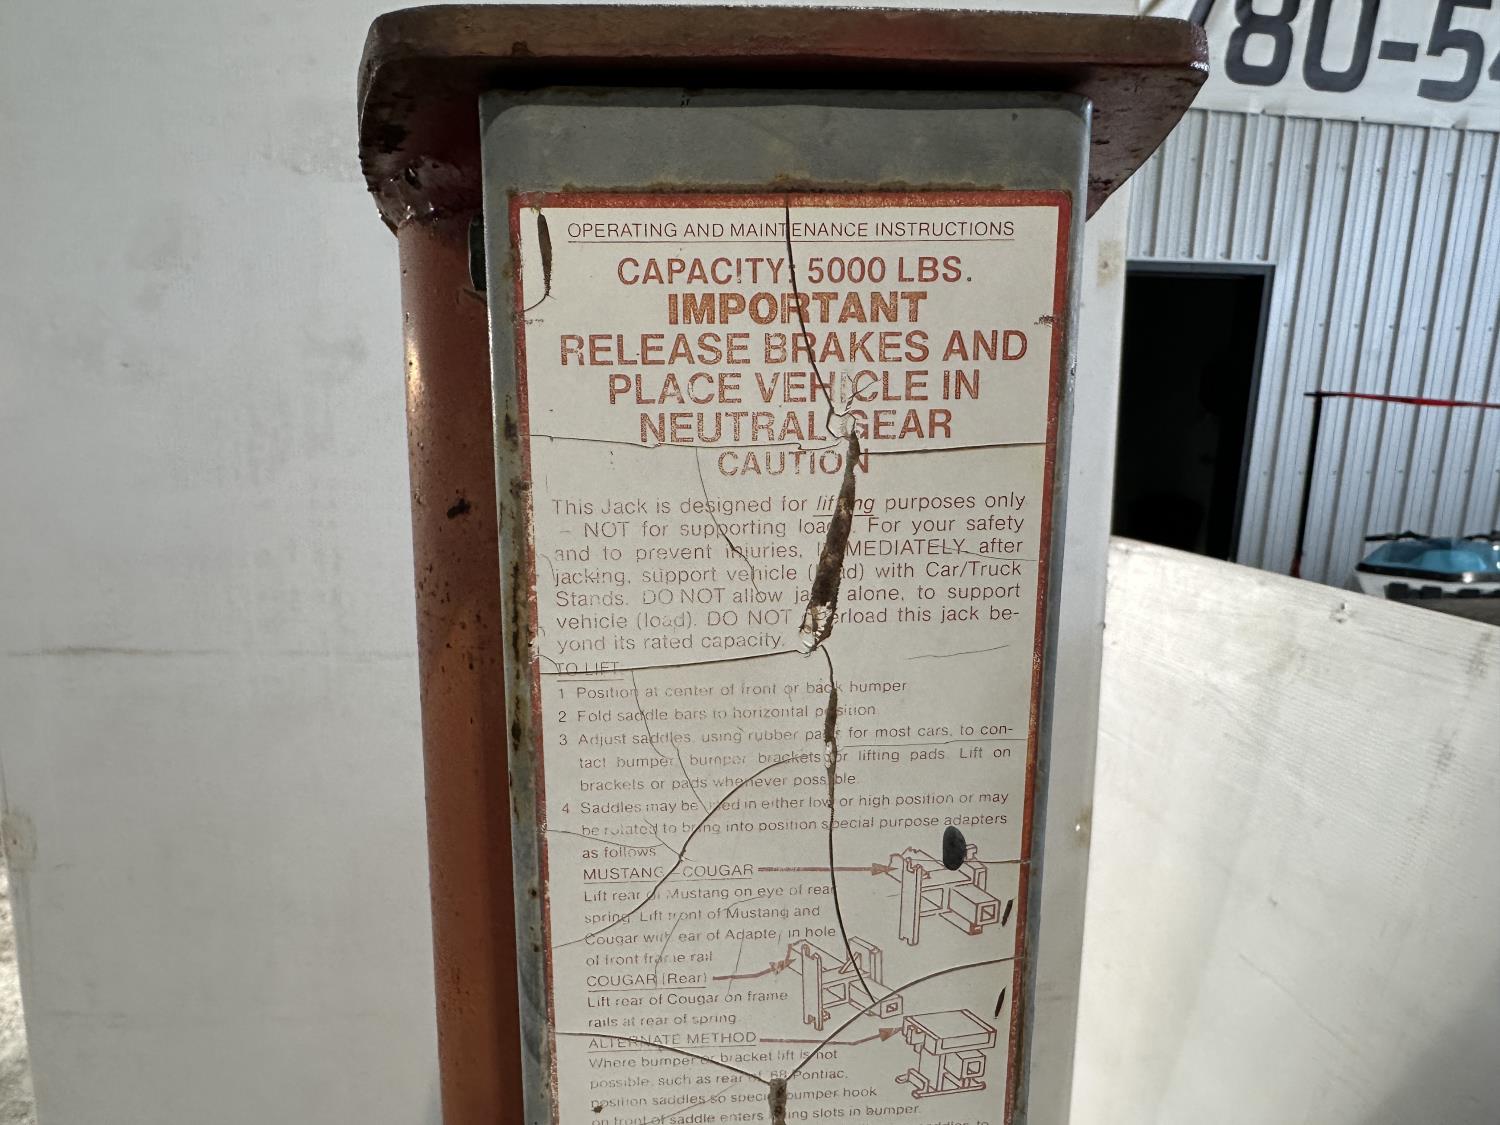 780-54
OPERATING AND MAINTENANCE INSTRUCTIONS
CAPACITY: 5000 LBS.
IMPORTANT
RELEASE BRAKES AND
PLACE VEHICLE IN
NEUTRAL GEAR
CAUTION
This Jack is designed for lifting purposes only
– NOT for supporting loads. For your safety
and to prevent injuries, IMMEDIATELY after
jacking, support vehicle (load) with Car/Truck
Stands. DO NOT allow jack alone, to support
vehicle (load). DO NOT overload this jack be-
yond its rated capacity.
TO LIFT
1 Position at center of front or back bumper
2 Fold saddle bars to horizontal position
3 Adjust saddles, using rubber pads for most cars, to con-
tact bumper, bumper brackets or lifting pads. Lift on
brackets or pads whenever possible.
4 Saddles may be used in either low or high position or may
be rotated to bring into position special purpose adapters
as follows
MUSTANG - COUGAR
Lift rear of Mustang on eye of rear
spring. Lift front of Mustang and
Cougar with ear of Adapter in hole
of front frame rail
COUGAR (Rear)
Lift rear of Cougar on frame
rails at rear of spring
ALTERNATE METHOD
Where bumper or bracket lift is not
possible, such as rear of 68 Pontiac,
position saddles so special bumper hook
on front of saddle enters lifting slots in bumper.